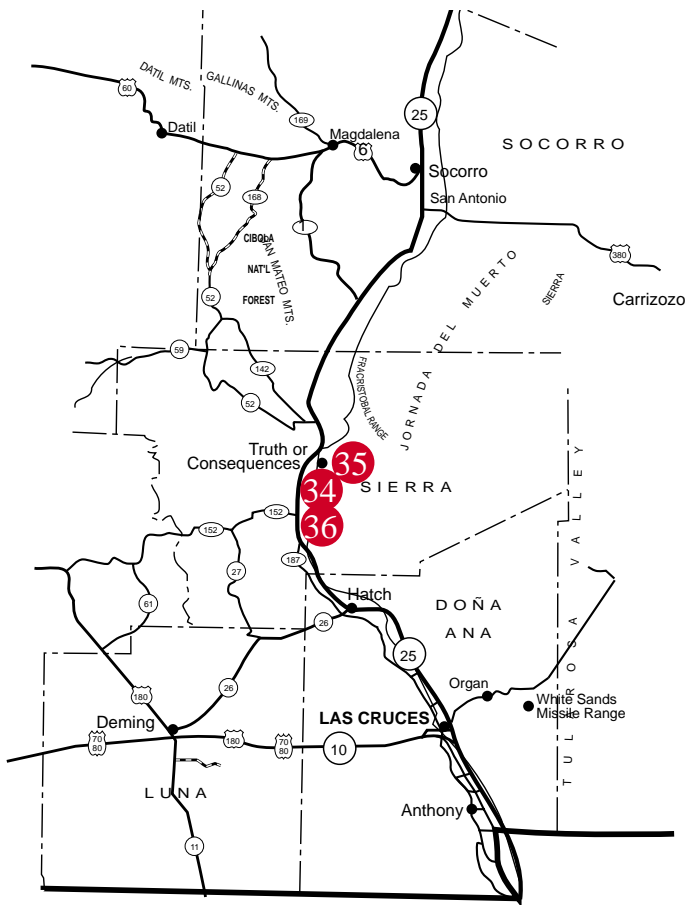 DATIL MTS.
GALLINAS MTS.
60
169
25
SOCORRO
Datil
Magdalena
6
Socorro
52
168
San Antonio
1
CIBOLA
NAT'L
FOREST
SAN MATEO MTS.
380
JORNADA DEL MUERTO
SIERRA
Carrizozo
52
59
142
52
FRACRISTOBAL RANGE
Truth or
Consequences
35
34
SIERRA
36
152
152
187
27
61
Hatch
26
DOÑA
ANA
25
TULAROSA VALLEY
26
180
Organ
White Sands
Missile Range
Deming
LAS CRUCES
70
80
180
70
80
10
LUNA
Anthony
11